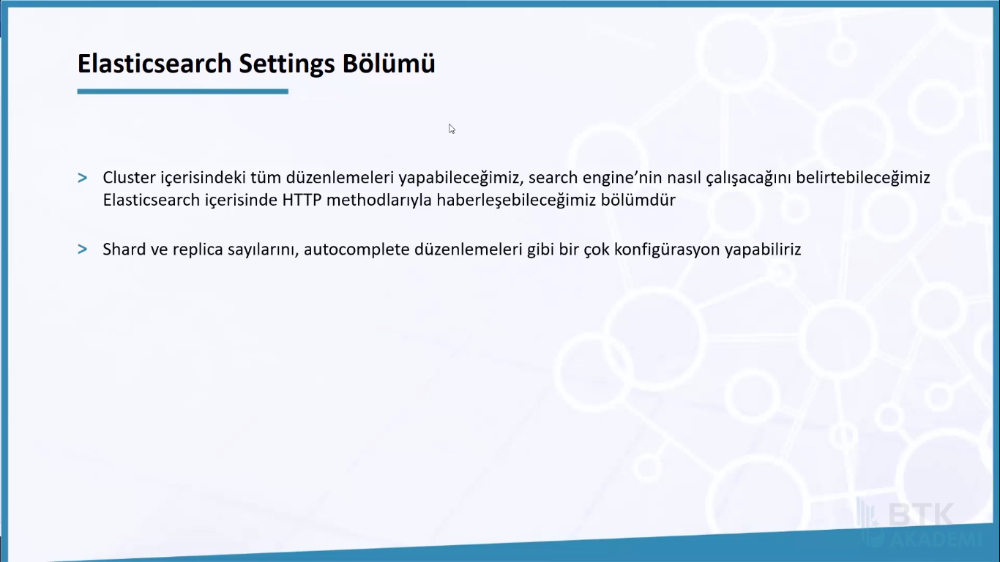 Elasticsearch Settings Bölümü
> Cluster içerisindeki tüm düzenlemeleri yapabileceğimiz, search engine’nin nasıl çalışacağını belirtebileceğimiz
Elasticsearch içerisinde HTTP methodlarıyla haberleşebileceğimiz bölümdür
> Shard ve replica sayılarını, autocomplete düzenlemeleri gibi bir çok konfigürasyon yapabiliriz
BTK
AKADEMİ